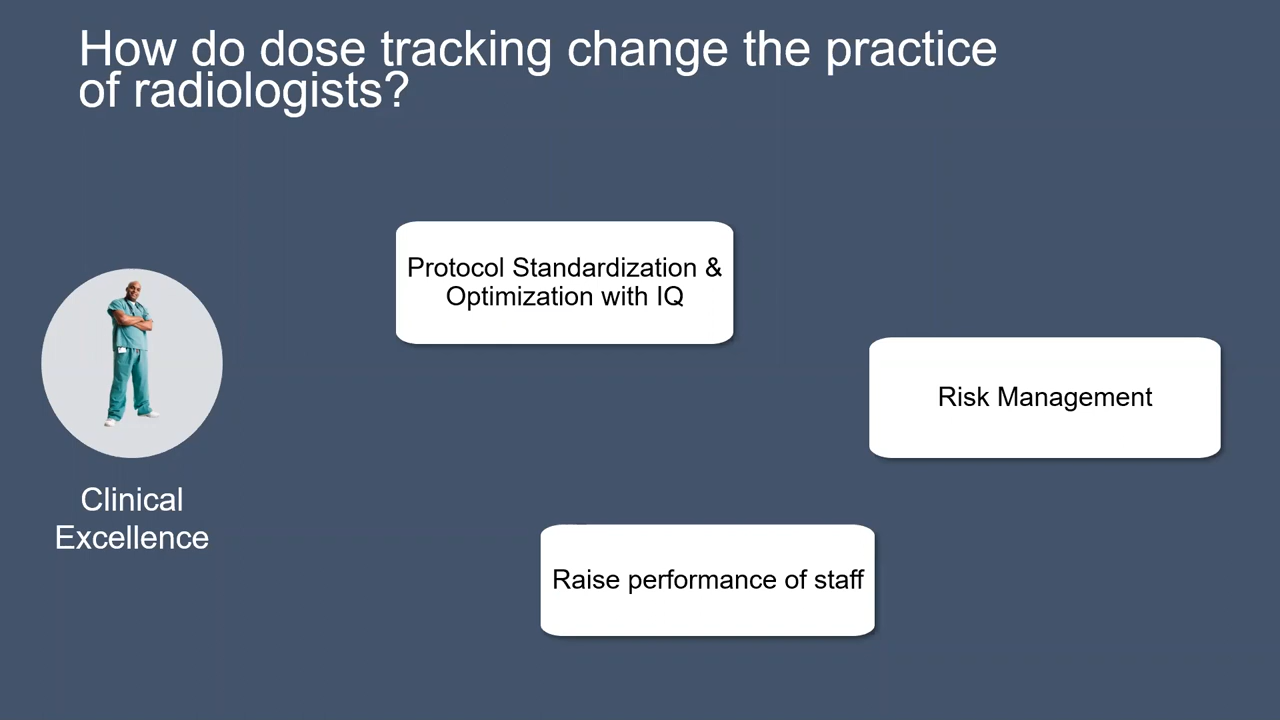 How do dose tracking change the practice
of radiologists?
Protocol Standardization &
Optimization with IQ
Risk Management
Clinical
Excellence
Raise performance of staff